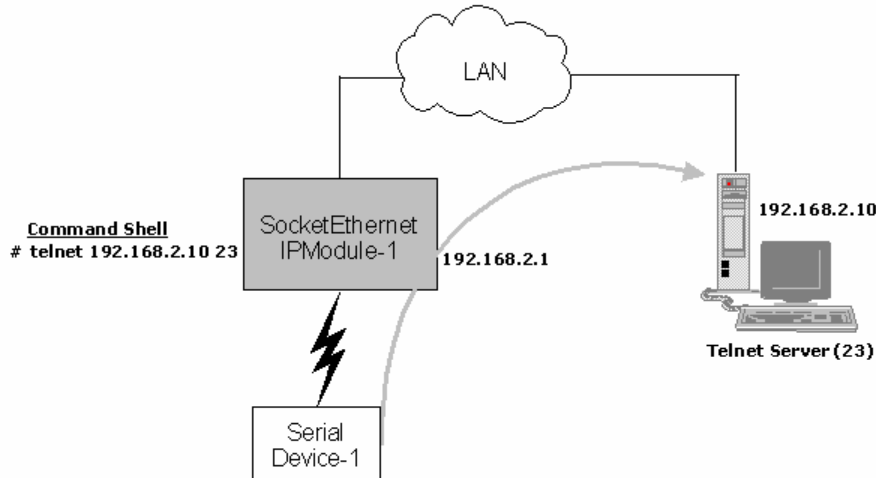 LAN
Command Shell
# telnet 192.168.2.10 23
SocketEthernet
IPModule-1
192.168.2.1
192.168.2.10
Telnet Server (23)
Serial
Device-1